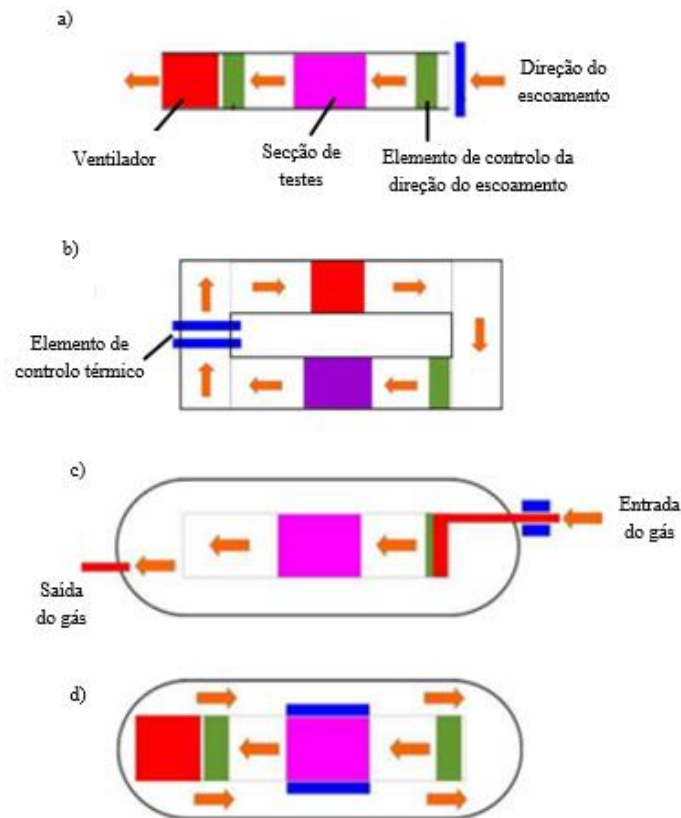 a)
Direção do
escoamento
Ventilador
Secção de
testes
Elemento de controlo da
direção do escoamento
b)
Elemento de
controlo térmico
c)
Entrada
do gás
Saída
do gás
d)